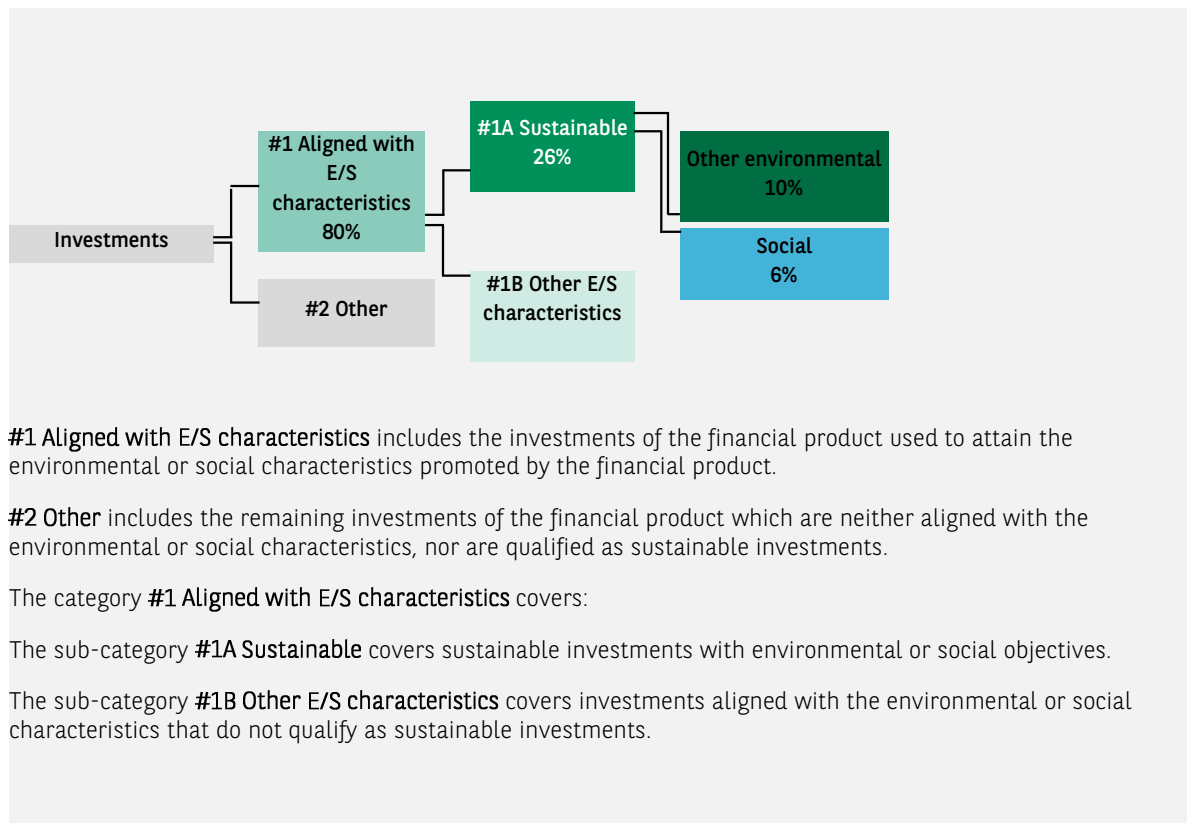 #1A Sustainable
26%
#1 Aligned with
E/S
characteristics
80%
Other environmental
10%
Investments
Social
6%
#2 Other
#1B Other E/S
characteristics
#1 Aligned with E/S characteristics includes the investments of the financial product used to attain the
environmental or social characteristics promoted by the financial product.
#2 Other includes the remaining investments of the financial product which are neither aligned with the
environmental or social characteristics, nor are qualified as sustainable investments.
The category #1 Aligned with E/S characteristics covers:
The sub-category #1A Sustainable covers sustainable investments with environmental or social objectives.
The sub-category #1B Other E/S characteristics covers investments aligned with the environmental or social
characteristics that do not qualify as sustainable investments.